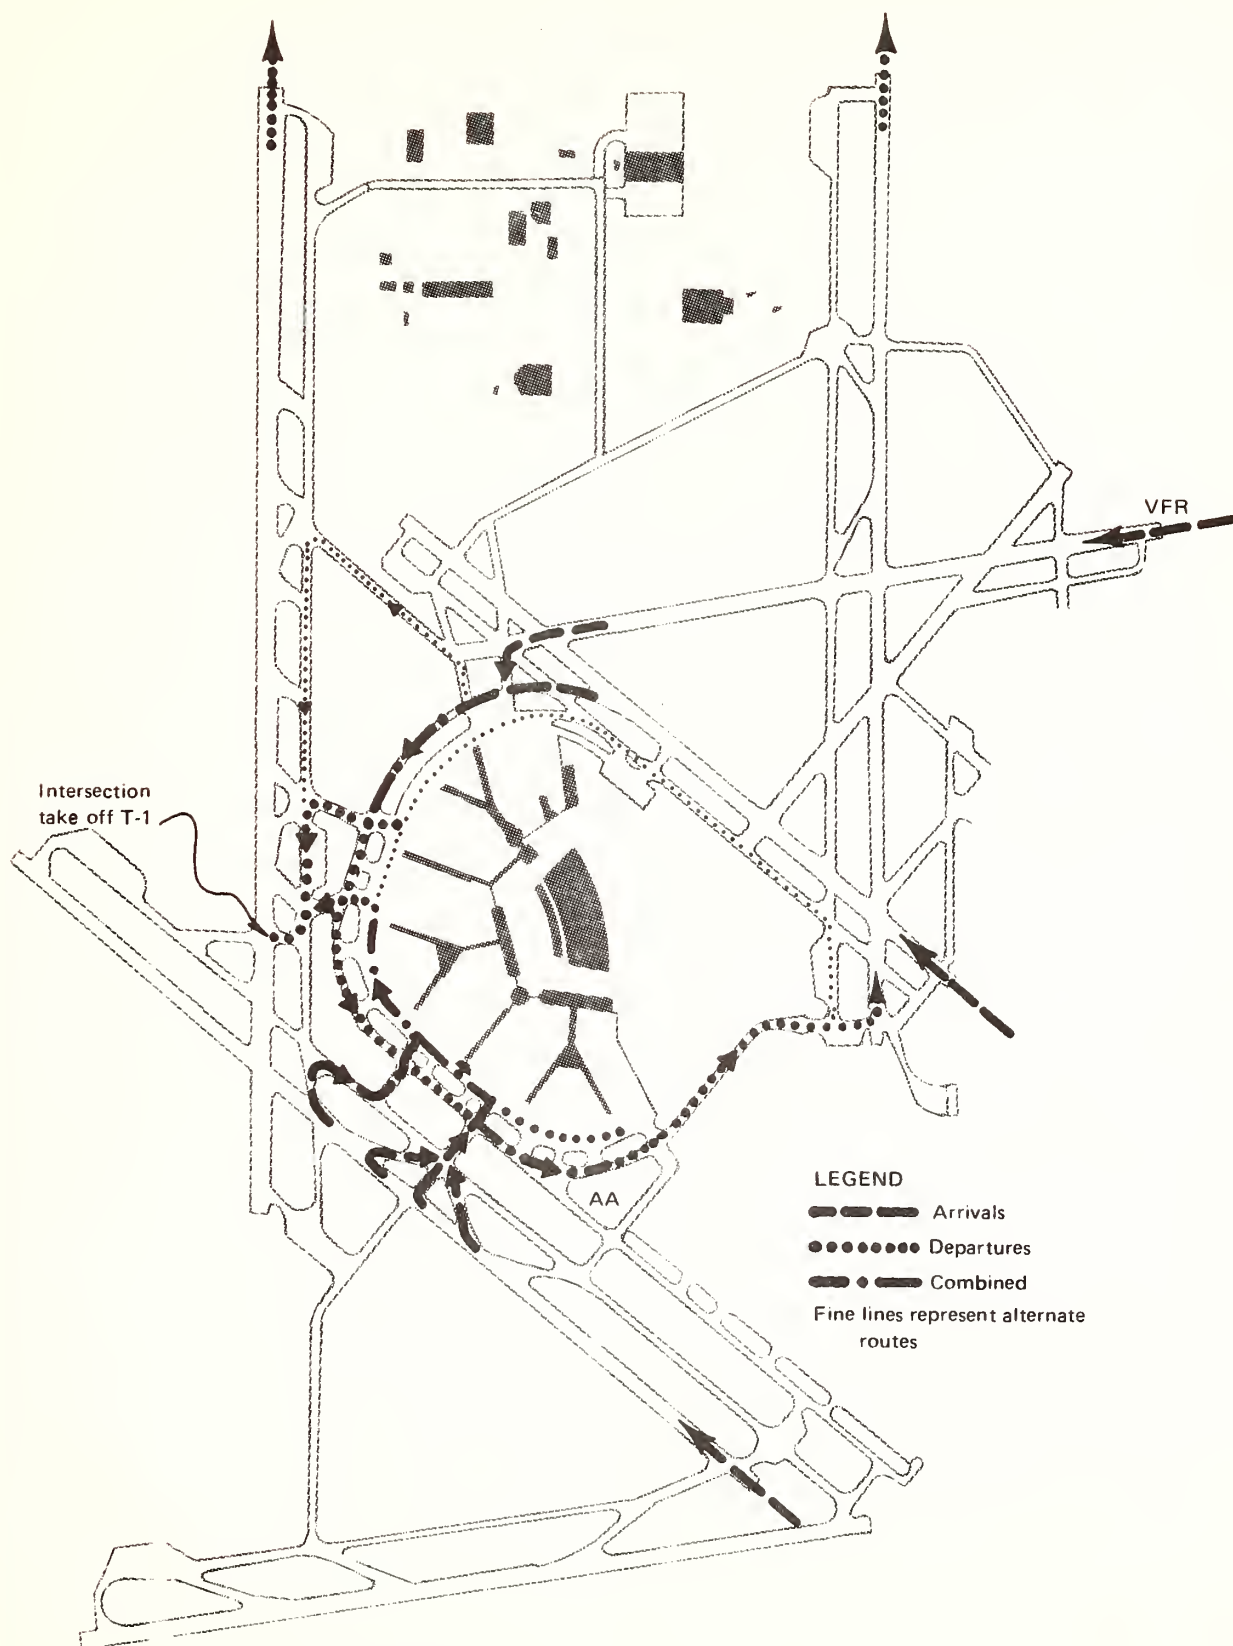 VFR
Intersection
take off T-1
AA
LEGEND
Arrivals
Departures
Combined
Fine lines represent alternate
routes